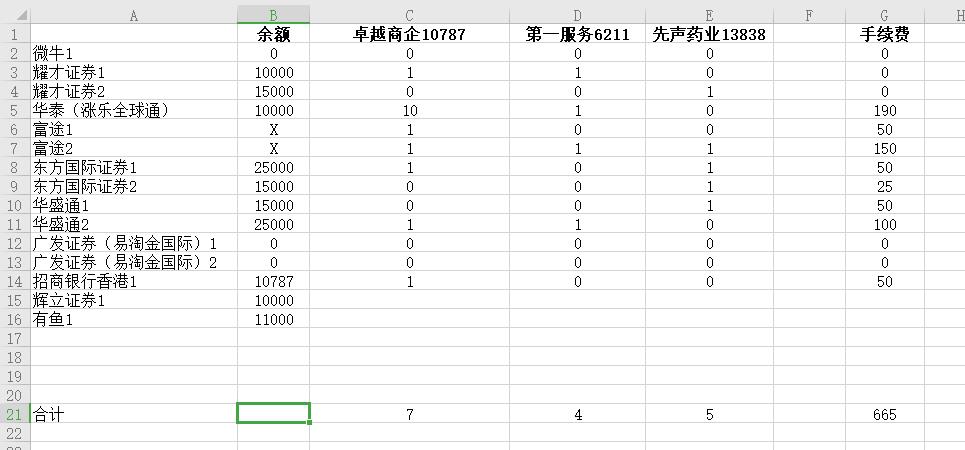 A B C D E F G H
1 余额 卓越商企10787 第一服务6211 先声药业13838 手续费
2 微牛1 0 0 0 0 0
3 耀才证券1 10000 1 1 0 0
4 耀才证券2 15000 0 0 1 0
5 华泰（涨乐全球通） 10000 10 1 0 190
6 富途1 X 1 0 0 50
7 富途2 X 1 1 1 150
8 东方国际证券1 25000 1 0 1 50
9 东方国际证券2 15000 0 0 1 25
10 华盛通1 15000 0 0 1 50
11 华盛通2 25000 1 1 0 100
12 广发证券（易淘金国际）1 0 0 0 0 0
13 广发证券（易淘金国际）2 0 0 0 0 0
14 招商银行香港1 10787 1 0 0 50
15 辉立证券1 10000
16 有鱼1 11000
17
18
19
20
21 合计 7 4 5 665
22